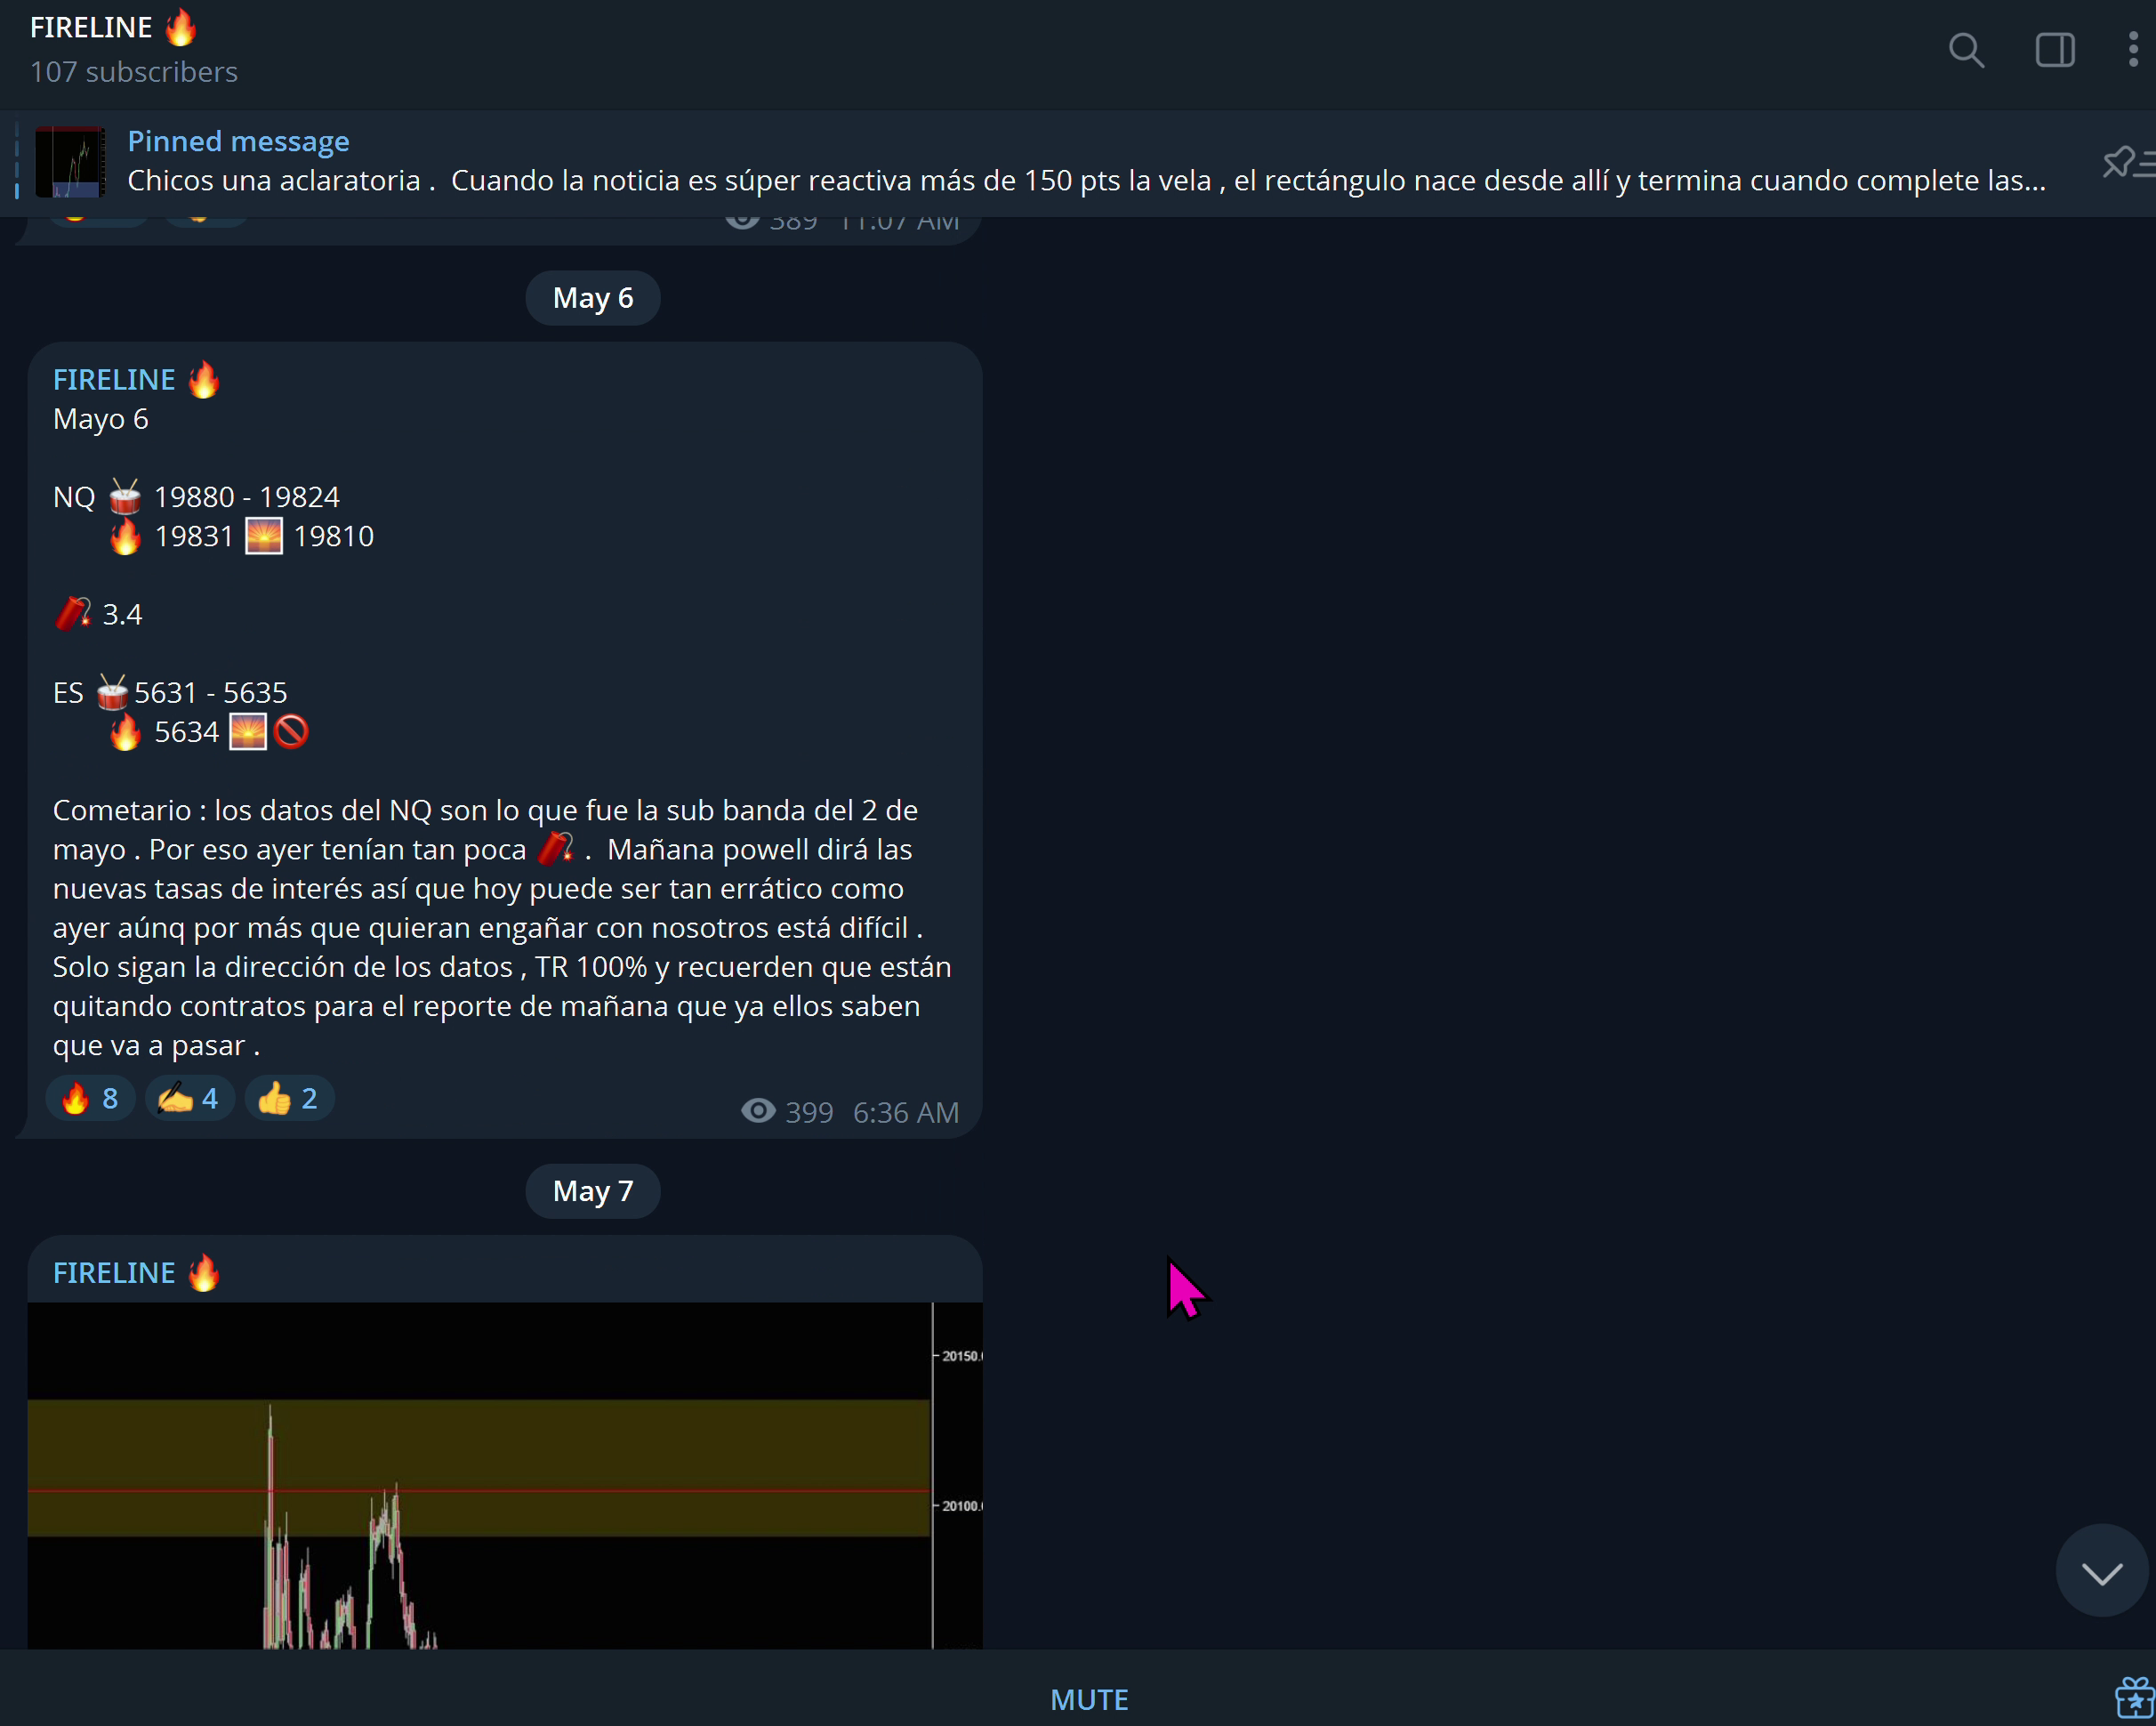 FIRELINE 🔥
107 subscribers
Pinned message
Chicos una aclaratoria .  Cuando la noticia es súper reactiva más de 150 pts la vela , el rectángulo nace desde allí y termina cuando complete las...
389 11:07 AM
May 6
FIRELINE 🔥
Mayo 6
NQ 🥁 19880 - 19824
🔥 19831 🌅 19810
🧨 3.4
ES 🥁5631 - 5635
🔥 5634 🌅🚫
Cometario : los datos del NQ son lo que fue la sub banda del 2 de
mayo . Por eso ayer tenían tan poca 🧨 .  Mañana powell dirá las
nuevas tasas de interés así que hoy puede ser tan errático como
ayer aúnq por más que quieran engañar con nosotros está difícil .
Solo sigan la dirección de los datos , TR 100% y recuerden que están
quitando contratos para el reporte de mañana que ya ellos saben
que va a pasar .
🔥 8 ✍️ 4 👍 2
399 6:36 AM
May 7
FIRELINE 🔥
20150.
20100.
MUTE